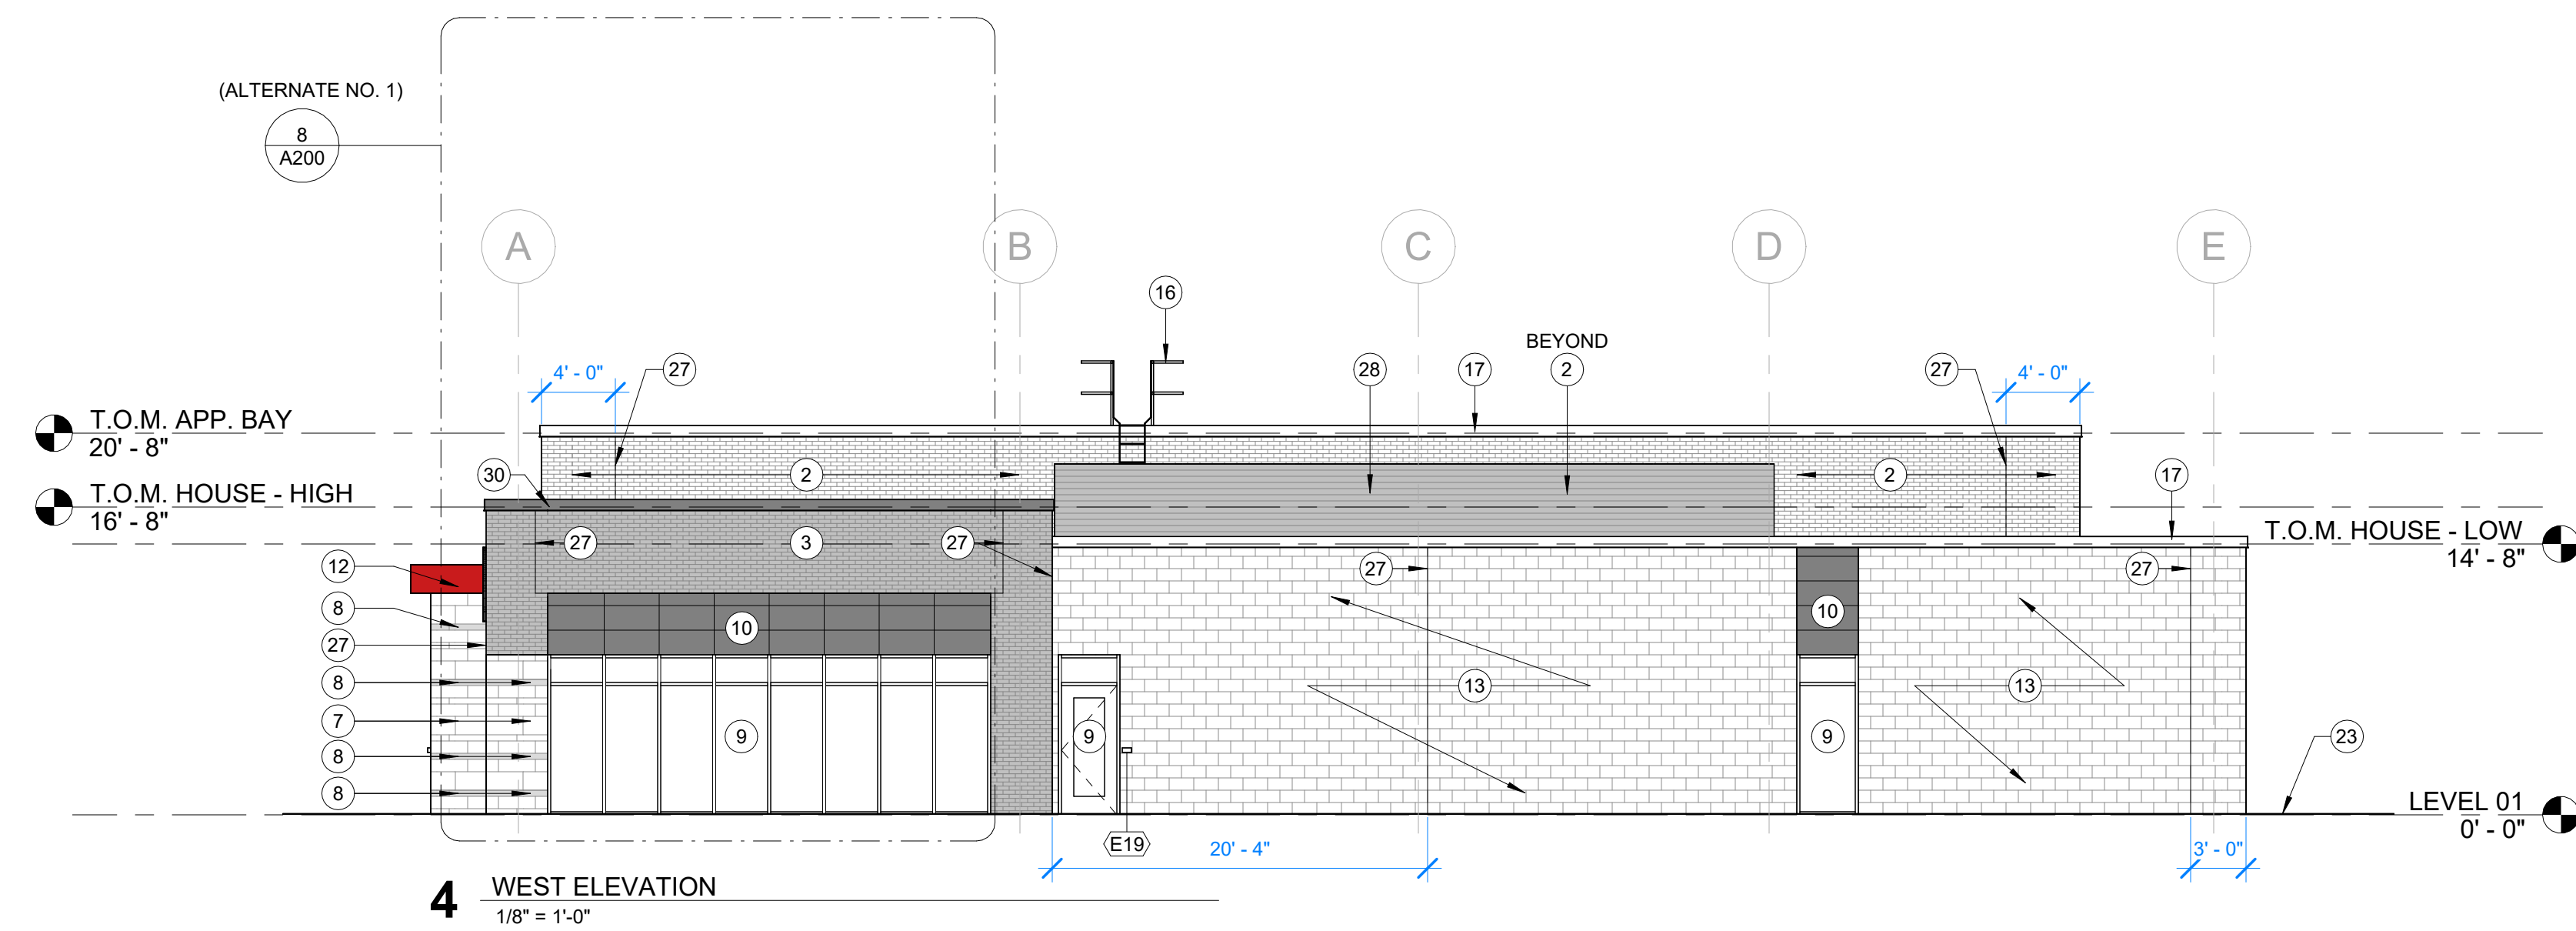 (ALTERNATE NO. 1)
8
A200
A
B
C
D
E
16
BEYOND
4' - 0"
27
28
17
2
27
4' - 0"
T.O.M. APP. BAY
20' - 8"
30
2
2
17
T.O.M. HOUSE - HIGH
16' - 8"
27
3
27
T.O.M. HOUSE - LOW
14' - 8"
12
27
27
8
10
10
27
8
13
13
7
9
9
9
23
8
8
LEVEL 01
0' - 0"
E19
20' - 4"
3' - 0"
4
WEST ELEVATION
1/8" = 1'-0"